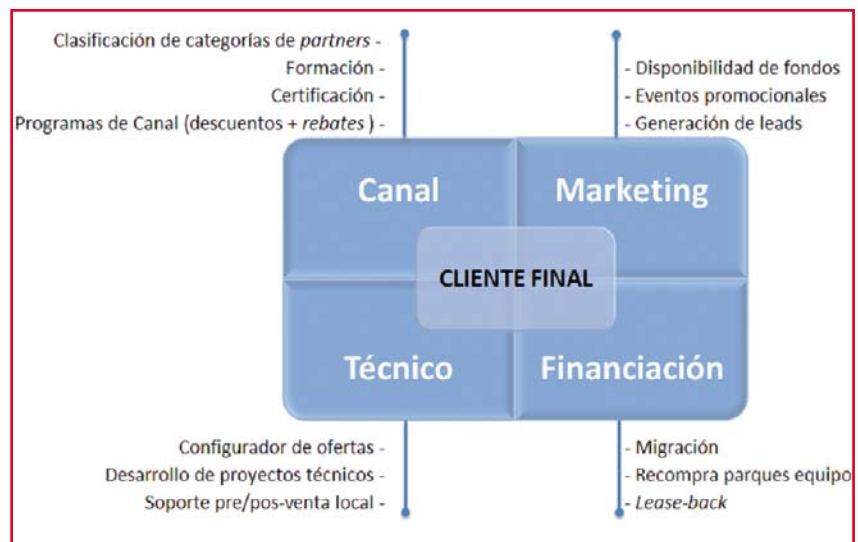 Clasificación de categorías de partners -
Formación -
Certificación -
Programas de Canal (descuentos + rebates ) -
- Disponibilidad de fondos
- Eventos promocionales
- Generación de leads
Canal
Marketing
CLIENTE FINAL
Técnico
Financiación
Configurador de ofertas -
Desarrollo de proyectos técnicos -
Soporte pre/pos-venta local -
- Migración
- Recompra parques equipo
- Lease-back